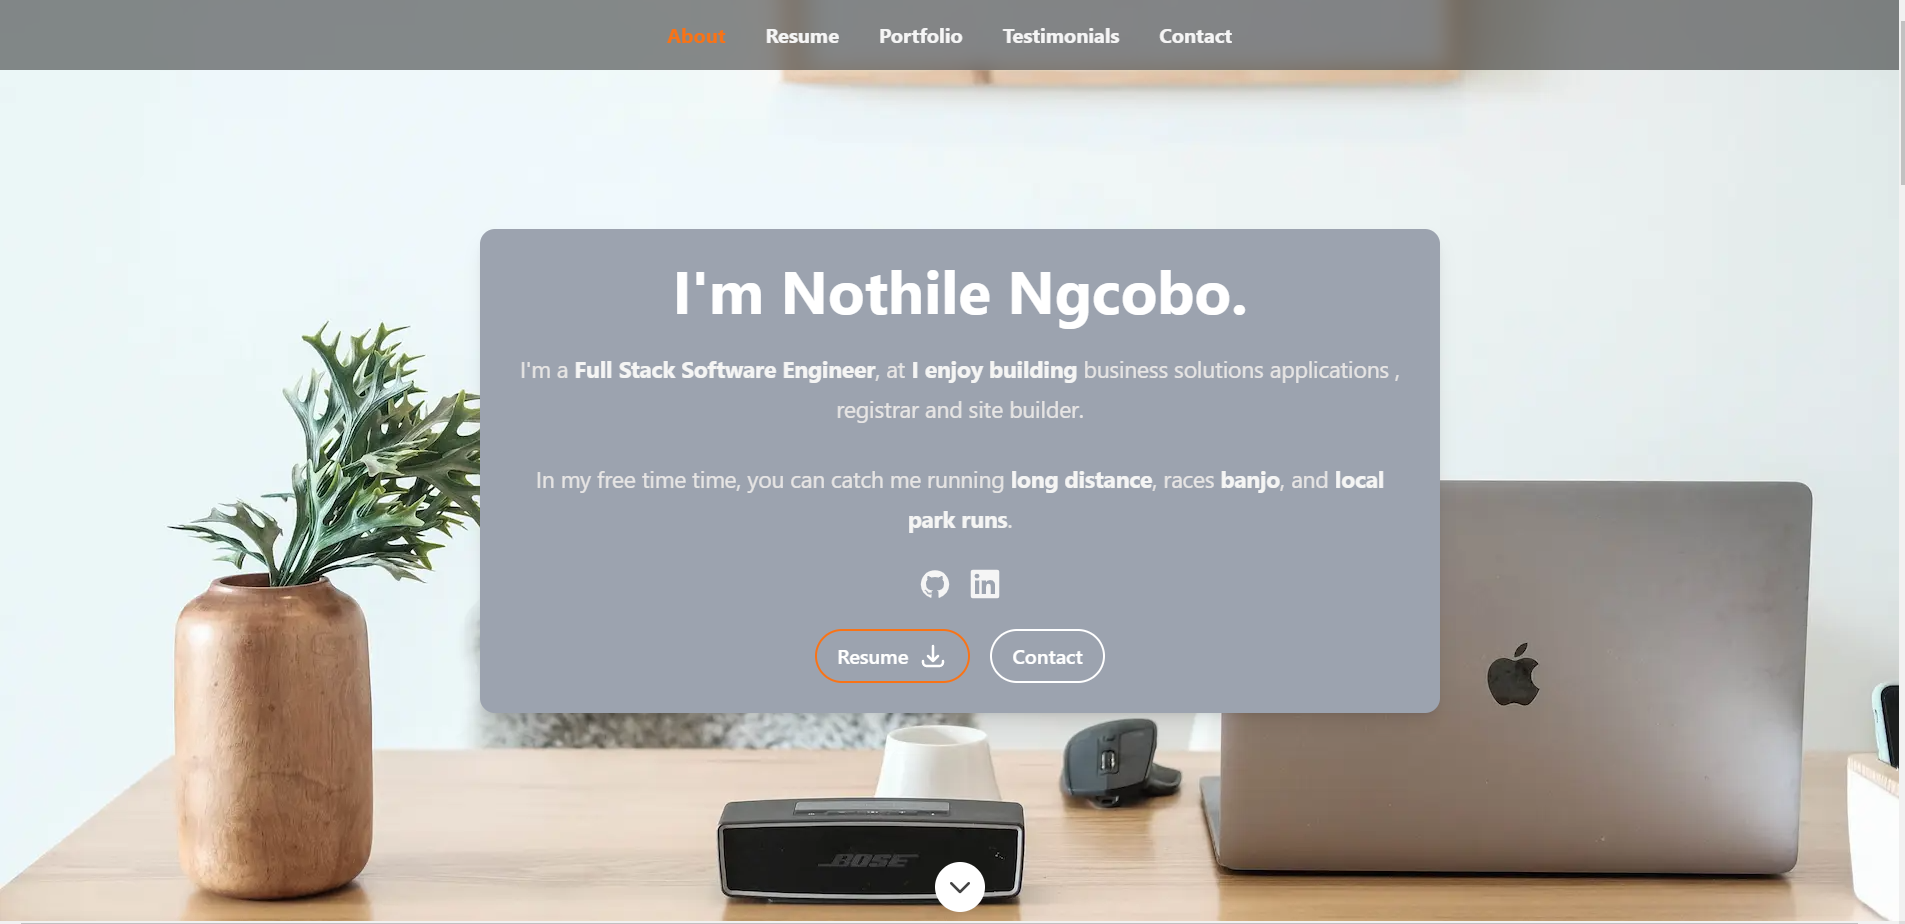 About Resume Portfolio Testimonials Contact
I'm Nothile Ngcobo.
I'm a Full Stack Software Engineer, at I enjoy building business solutions applications ,
registrar and site builder.
In my free time time, you can catch me running long distance, races banjo, and local
park runs.
in
Resume Contact
BOSE